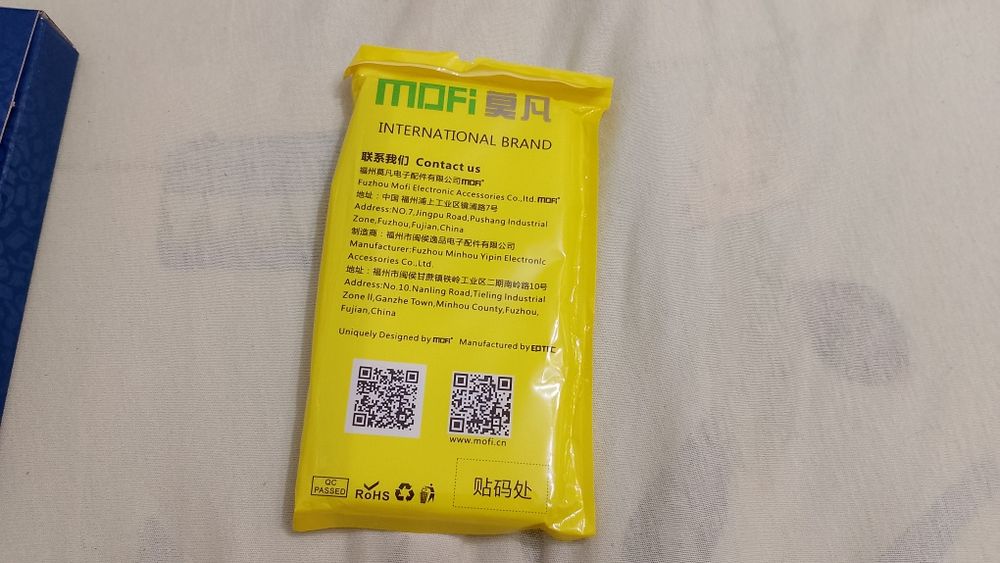 MOFi 莫凡
INTERNATIONAL BRAND
联系我们 Contact us
福州莫凡电子配件有限公司MOFI
Fuzhou Mofi Electronic Accessories Co.,ltd.MOFI
地址：中国 福州浦上工业区镜浦路7号
Address:NO.7,Jingpu Road,Pushang Industrial
Zone,Fuzhou,Fujian,China
制造商：福州市闽侯逸品电子配件有限公司
Manufacturer:Fuzhou Minhou Yipin Electronic
Accessories Co.,Ltd.
地址：福州市闽侯甘蔗镇铁岭工业区二期南岭路10号
Address:No.10,Nanling Road,Tieling Industrial
Zone II,Ganzhe Town,Minhou County,Fuzhou,
Fujian,China
Uniquely Designed by MOFI Manufactured by
www.mofi.cn
QC
PASSED
RoHS
贴码处